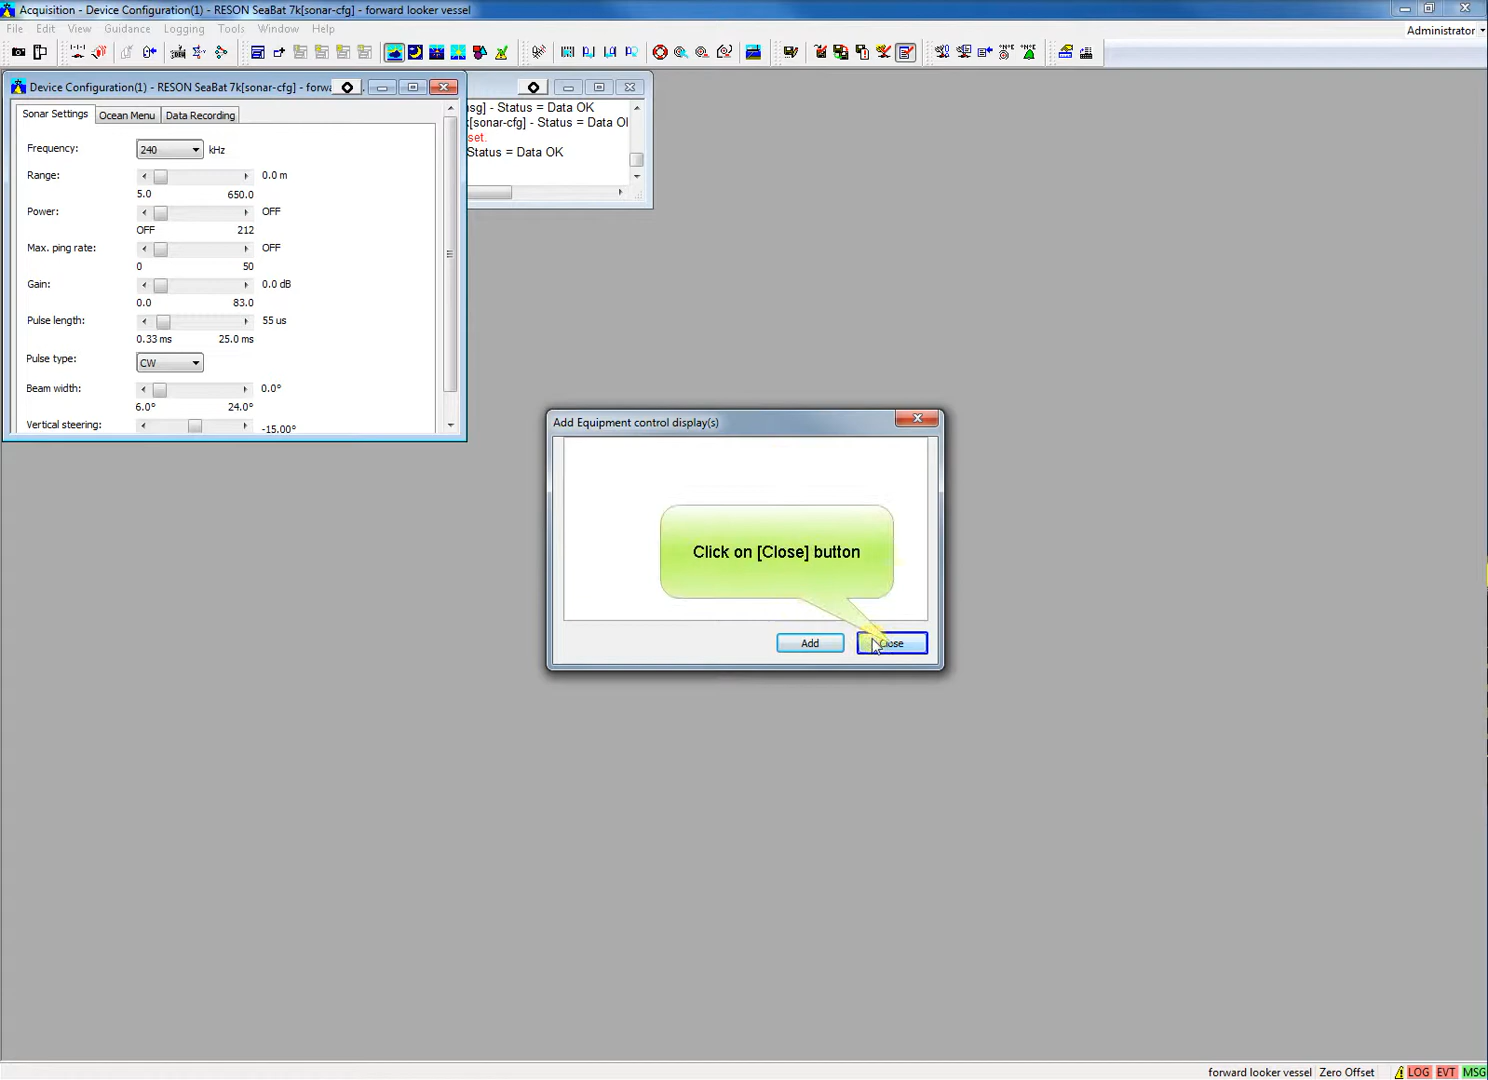 Acquisition - Device Configuration(1) - RESON SeaBat 7k[sonar-cfg] - forward looker vessel
File Edit View Guidance Logging Tools Window Help
Administrator
Device Configuration(1) - RESON SeaBat 7k[sonar-cfg] - forwa
Sonar Settings Ocean Menu Data Recording
Frequency: 240 kHz
Range: 0.0 m
5.0 650.0
Power: OFF
OFF 212
Max. ping rate: OFF
0 50
Gain: 0.0 dB
0.0 83.0
Pulse length: 55 us
0.33 ms 25.0 ms
Pulse type: CW
Beam width: 0.0°
6.0° 24.0°
Vertical steering: -15.00°
sg] - Status = Data OK
k[sonar-cfg] - Status = Data Ol
set.
Status = Data OK
Add Equipment control display(s)
Click on [Close] button
Add Close
forward looker vessel Zero Offset LOG EVT MSG